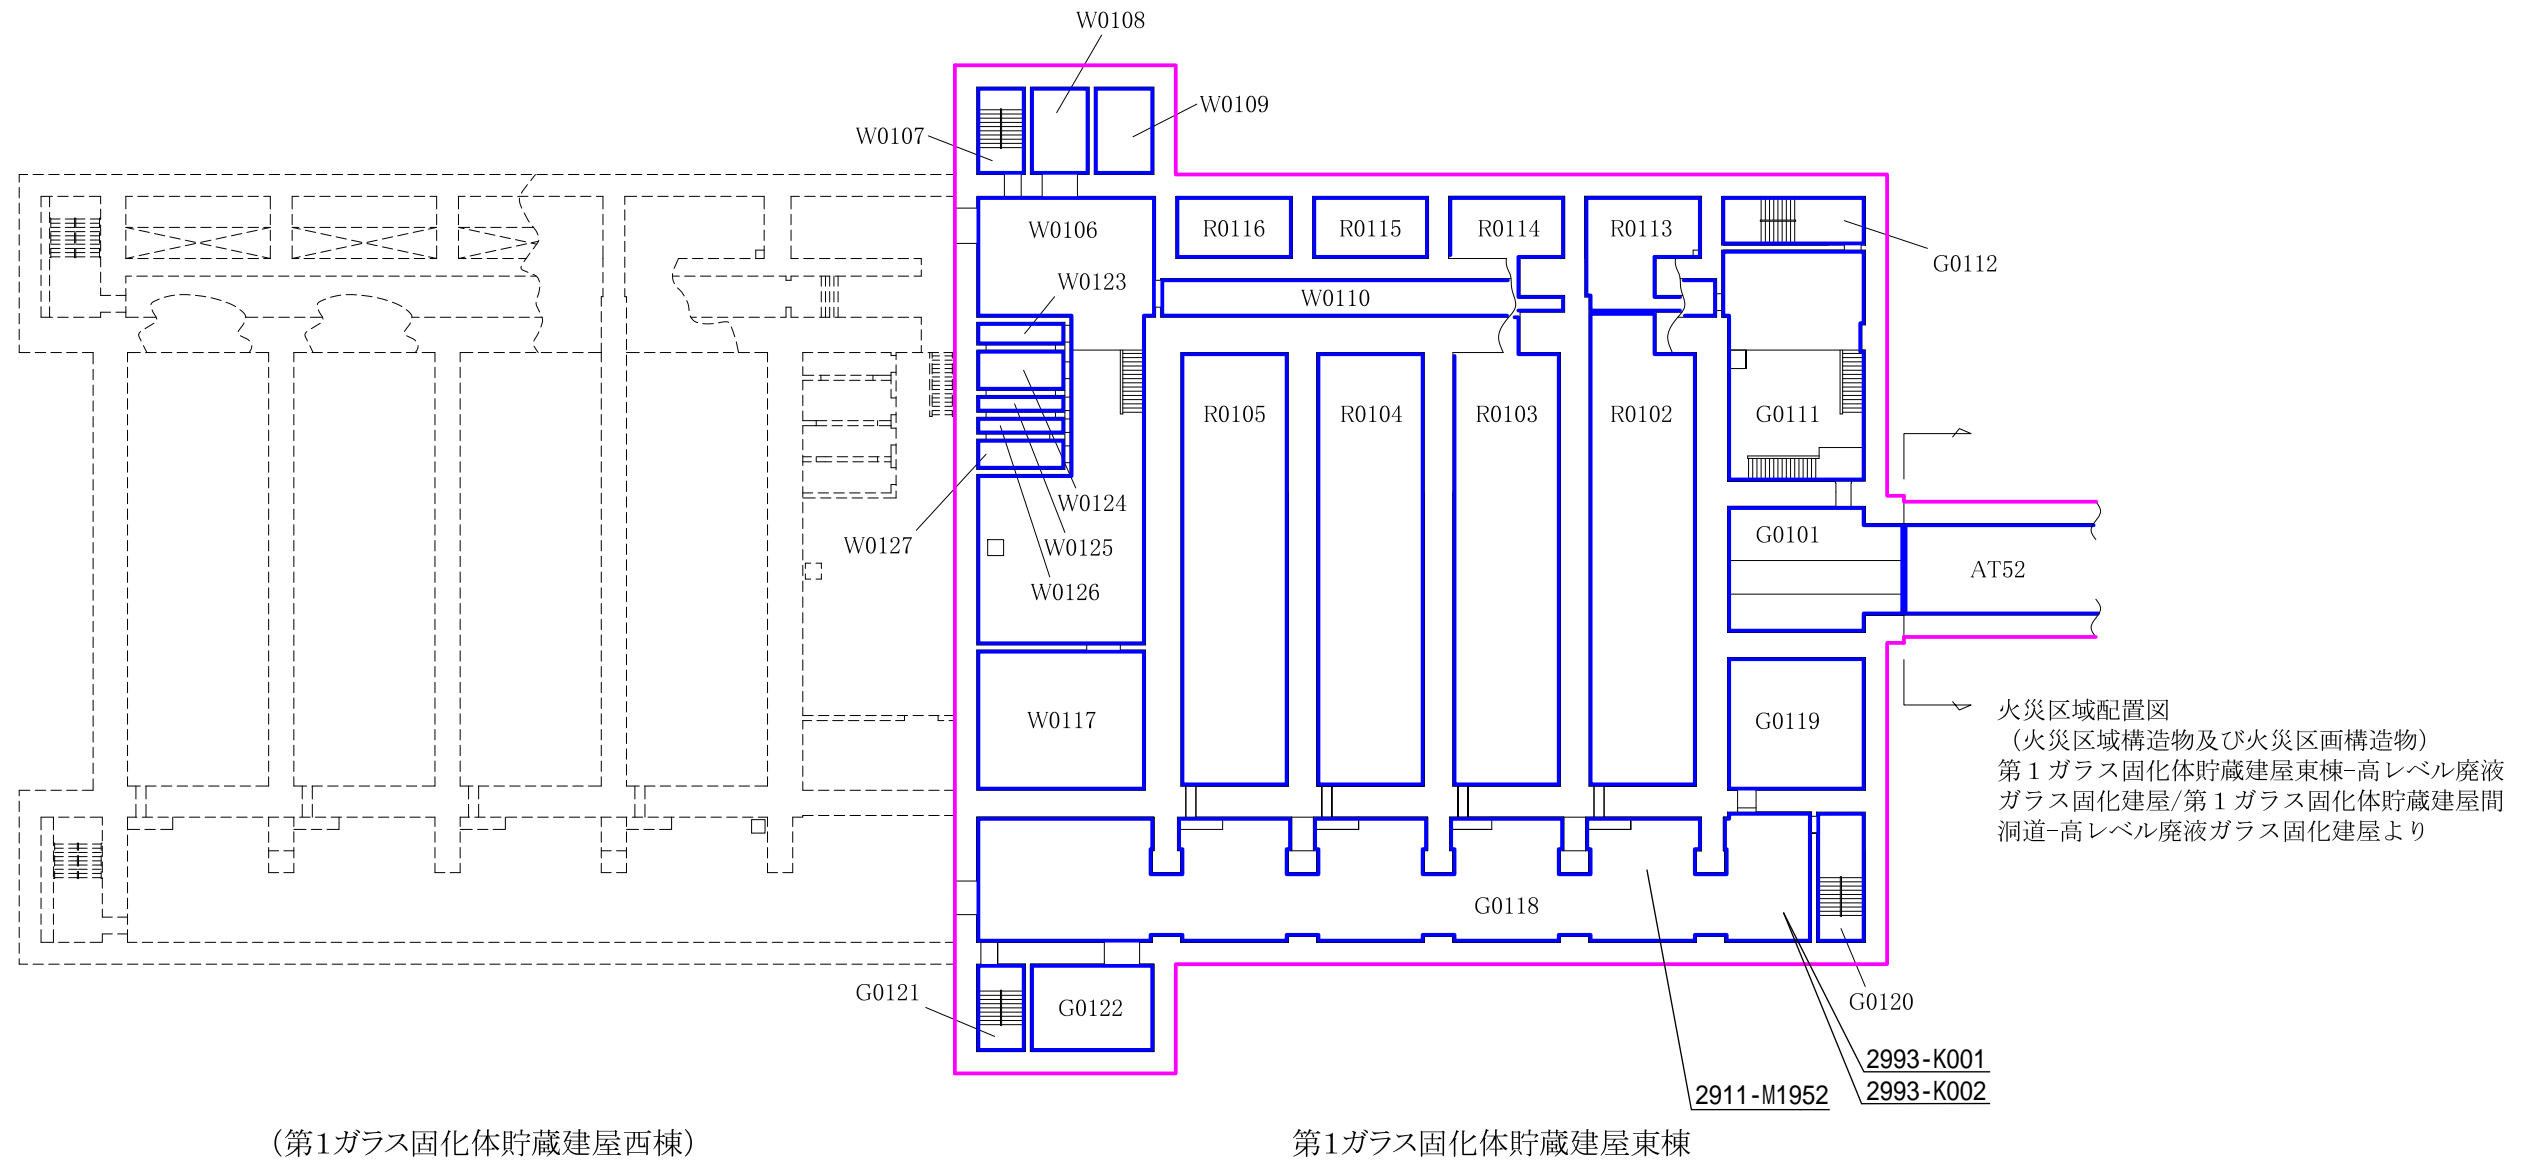 W0108
W0109
W0107
W0106
R0116
R0115
R0114
R0113
G0112
W0123
W0110
R0105
R0104
R0103
R0102
G0111
W0124
W0127
W0125
G0101
AT52
W0126
W0117
G0119
火災区域配置図
（火災区域構造物及び火災区画構造物）
第１ガラス固化体貯蔵建屋東棟−高レベル廃液
ガラス固化建屋/第１ガラス固化体貯蔵建屋間
洞道−高レベル廃液ガラス固化建屋より
G0118
G0121
G0122
G0120
2993-K001
2993-K002
2911-M1952
（第1ガラス固化体貯蔵建屋西棟）
第1ガラス固化体貯蔵建屋東棟